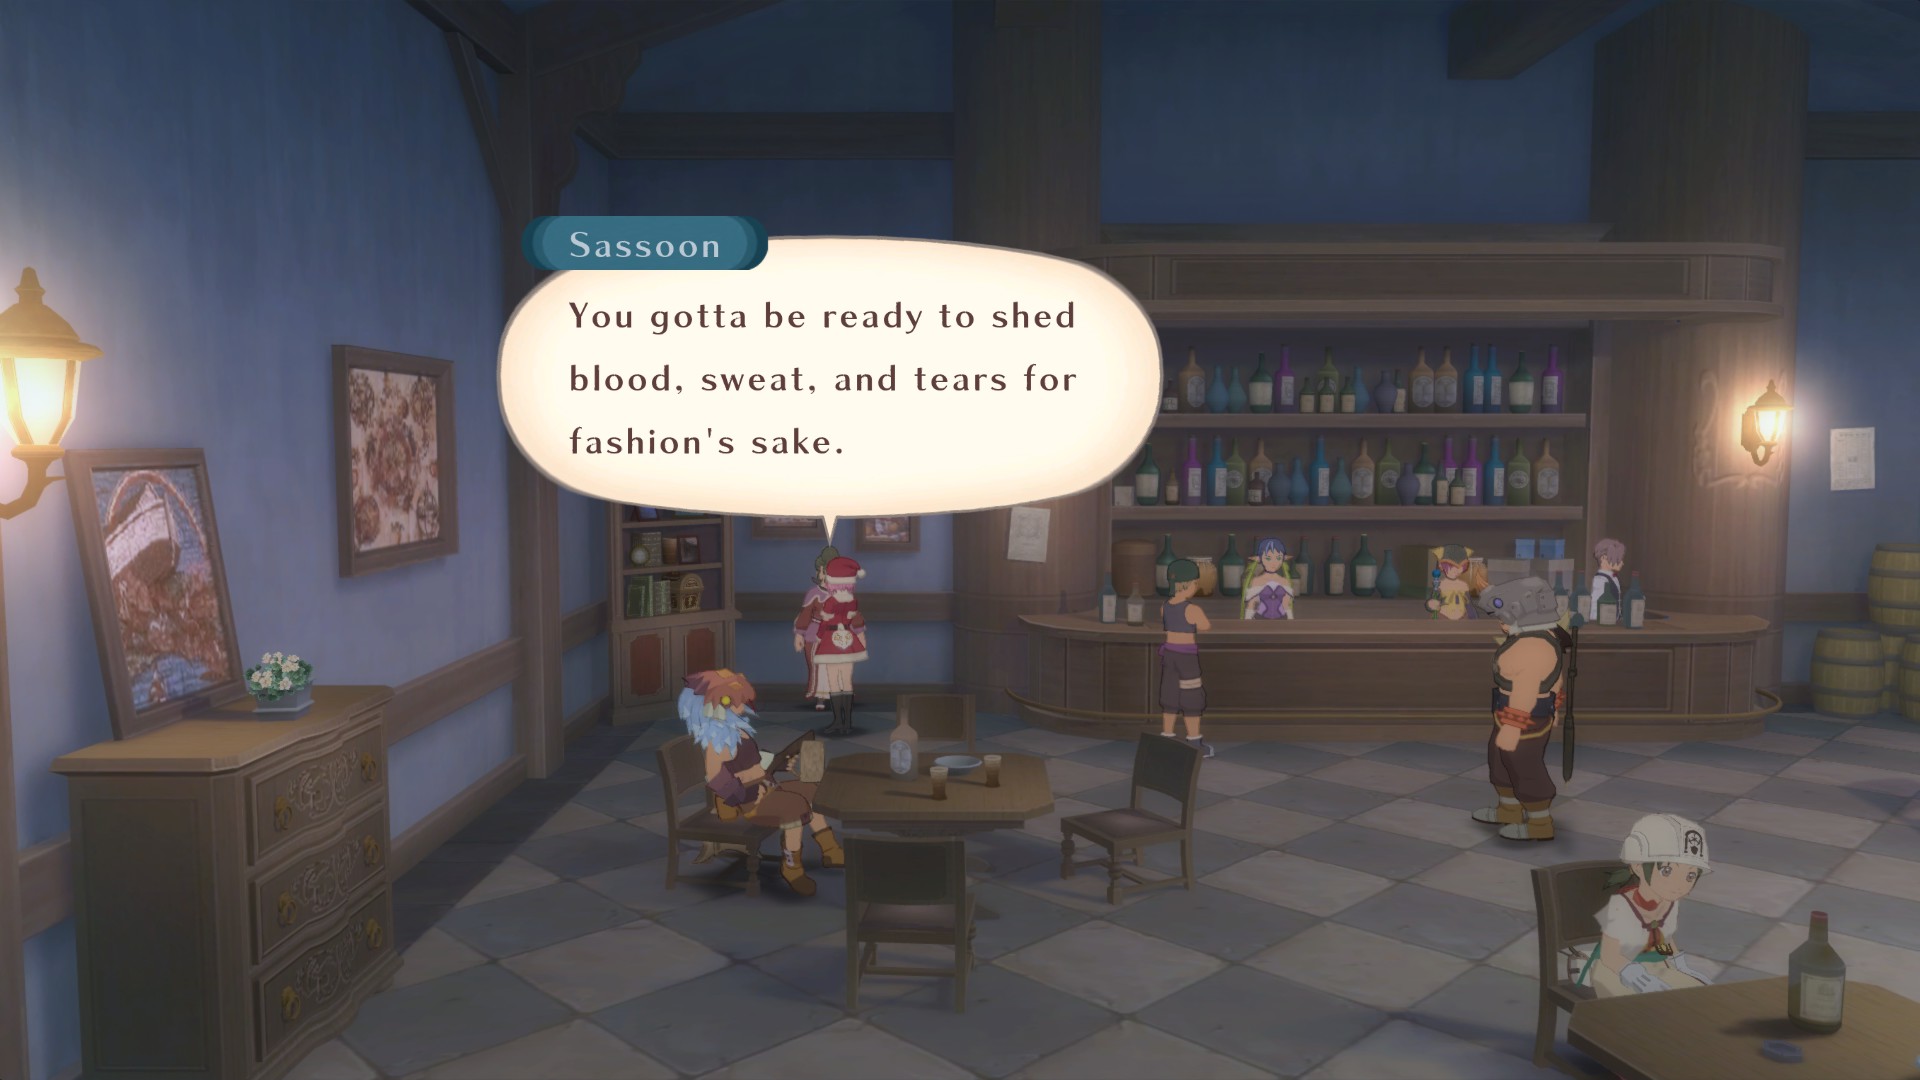 Sassoon
You gotta be ready to shed
blood, sweat, and tears for
fashion's sake.